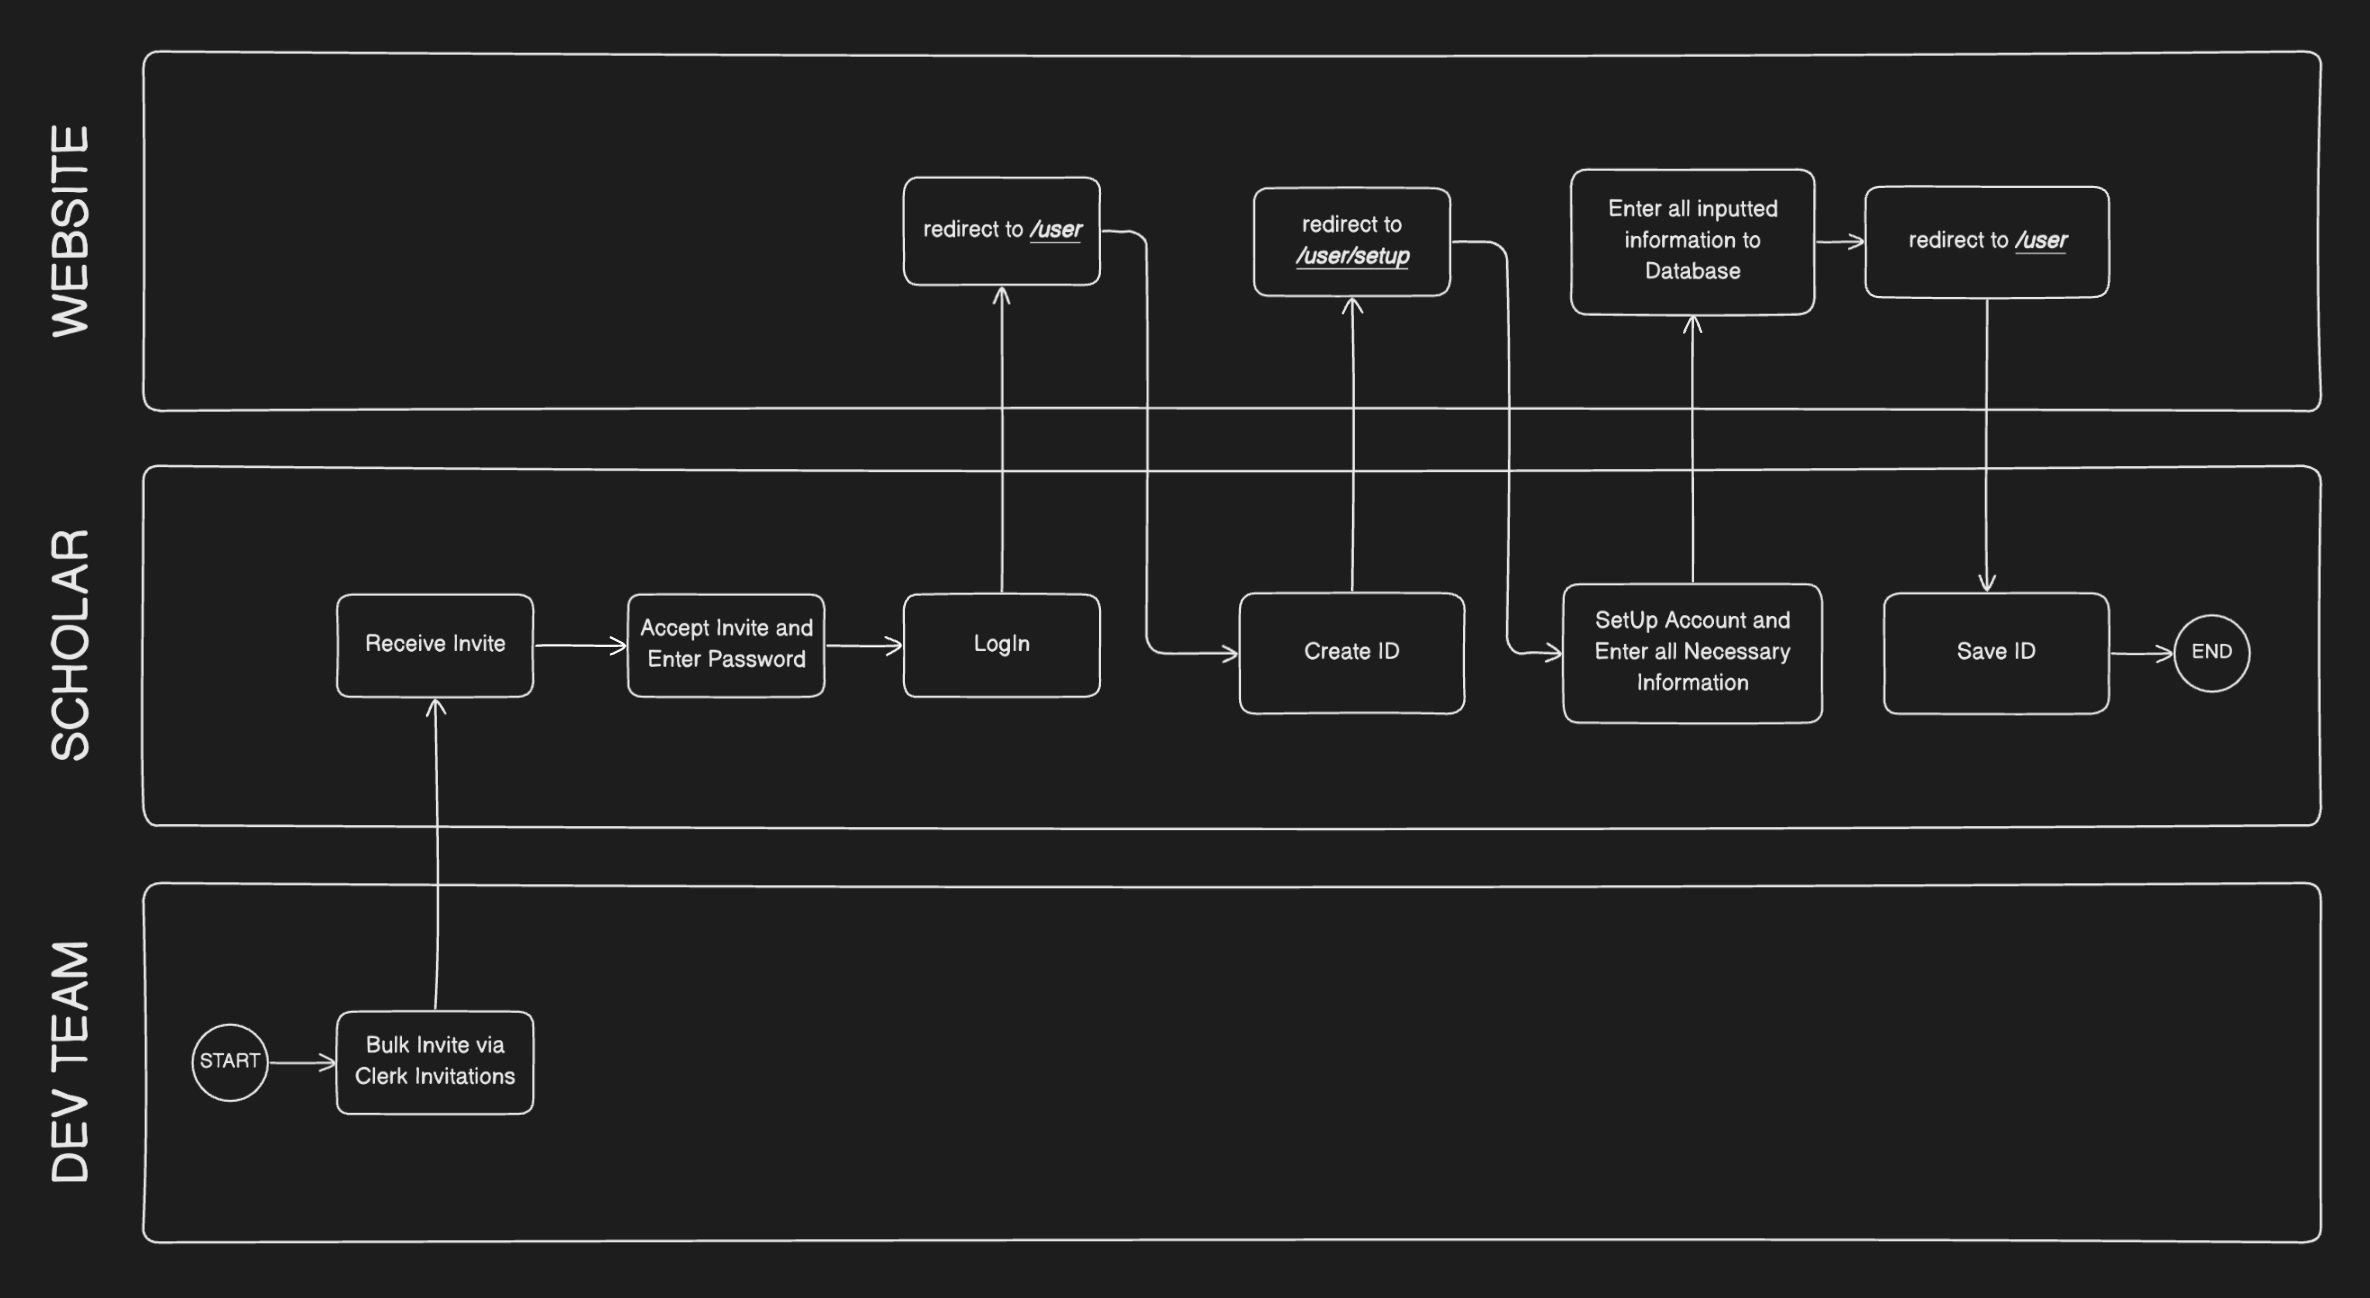 WEBSITE
redirect to /user
redirect to
/user/setup
Enter all inputted
information to
Database
redirect to /user
SCHOLAR
Receive Invite
Accept Invite and
Enter Password
LogIn
Create ID
SetUp Account and
Enter all Necessary
Information
Save ID
END
DEV TEAM
START
Bulk Invite via
Clerk Invitations